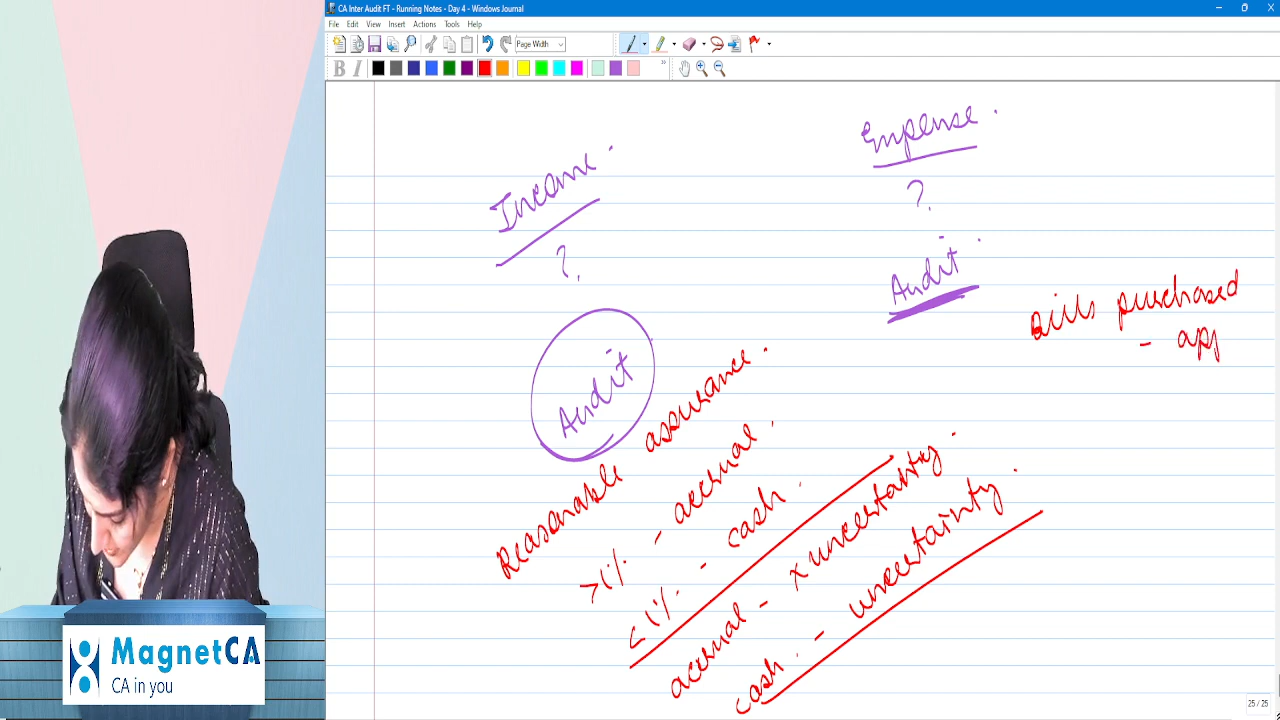 CA Inter Audit FT - Running Notes - Day 4 - Windows Journal
File Edit View Insert Actions Tools Help
Page Width
B I
Income.
?.
Audit
Expense.
?.
Audit.
Bills purchased
- app
Reasonable assurance.
>1% - accrual.
<1% - cash.
accrual - x uncertainty.
cash. - uncertainty.
MagnetCA
CA in you
25 / 25